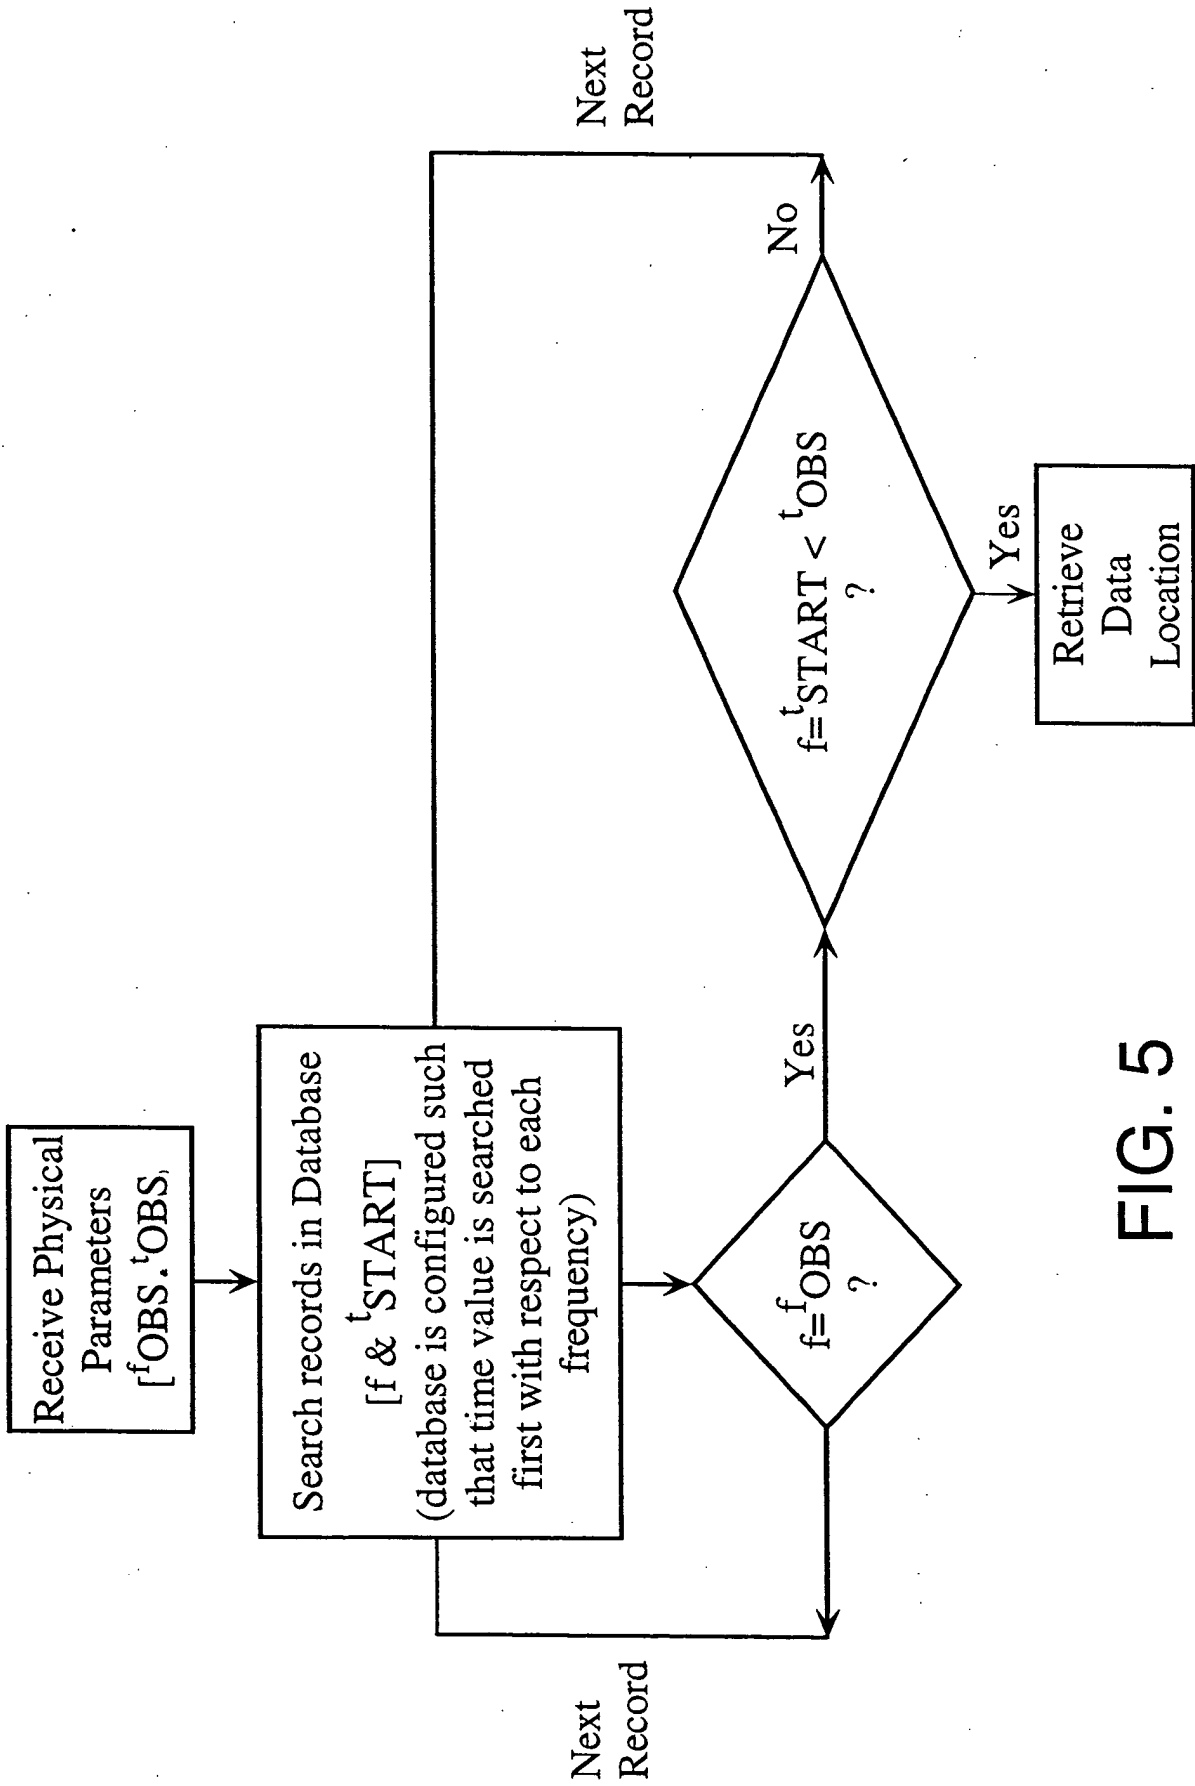 Receive Physical
Parameters
[fOBS, tOBS,
Search records in Database
[f & tSTART]
(database is configured such
that time value is searched
first with respect to each
frequency)
Next
Record
f=fOBS
?
Yes
f=tSTART < tOBS
?
No
Next
Record
Yes
Retrieve
Data
Location
FIG. 5